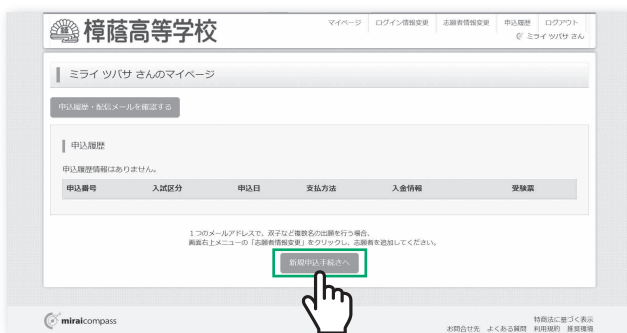 樟蔭高等学校
マイページ ログイン情報変更 志願者情報変更 申込履歴 ログアウト
ミライ ツバサ さん
ミライ ツバサ さんのマイページ
申込履歴・配信メールを確認する
申込履歴
申込履歴情報はありません。
申込番号 入試区分 申込日 支払方法 入金情報 受験票
１つのメールアドレスで、双子など複数名の出願を行う場合、
画面右上メニューの「志願者情報変更」をクリックし、志願者を追加してください。
新規申込手続きへ
miraicompass
特商法に基づく表示
お問合せ先 よくある質問 利用規約 推奨環境